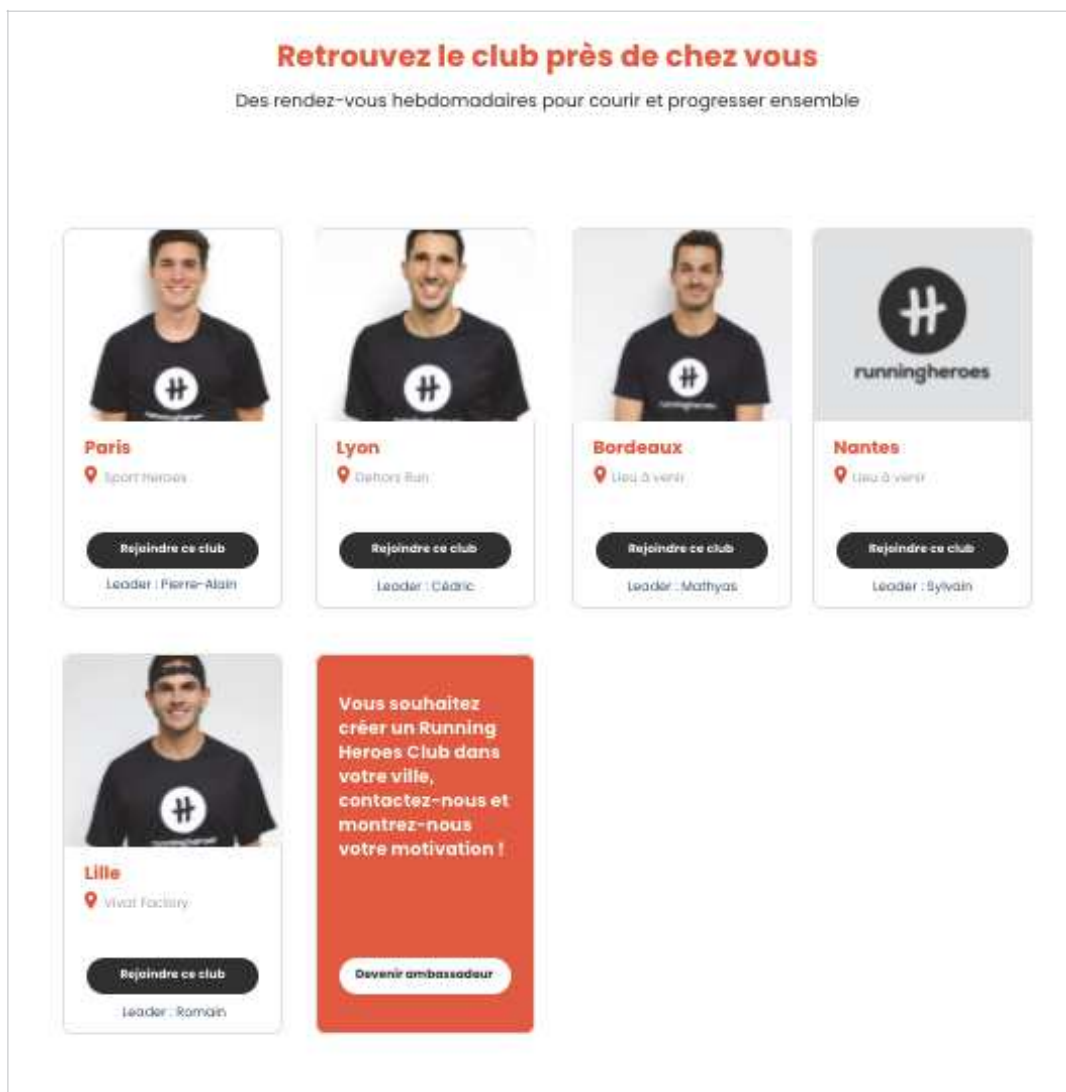 Retrouvez le club près de chez vous
Des rendez-vous hebdomadaires pour courir et progresser ensemble
runningheroes
Paris
Sport Heroes
Rejoindre ce club
Leader : Pierre-Alain
Lyon
Dehors Run
Rejoindre ce club
Leader : Cédric
Bordeaux
Lieu à venir
Rejoindre ce club
Leader : Mathyas
Nantes
Lieu à venir
Rejoindre ce club
Leader : Sylvain
Lille
Vivat Factory
Rejoindre ce club
Leader : Romain
Vous souhaitez
créer un Running
Heroes Club dans
votre ville,
contactez-nous et
montrez-nous
votre motivation !
Devenir ambassadeur